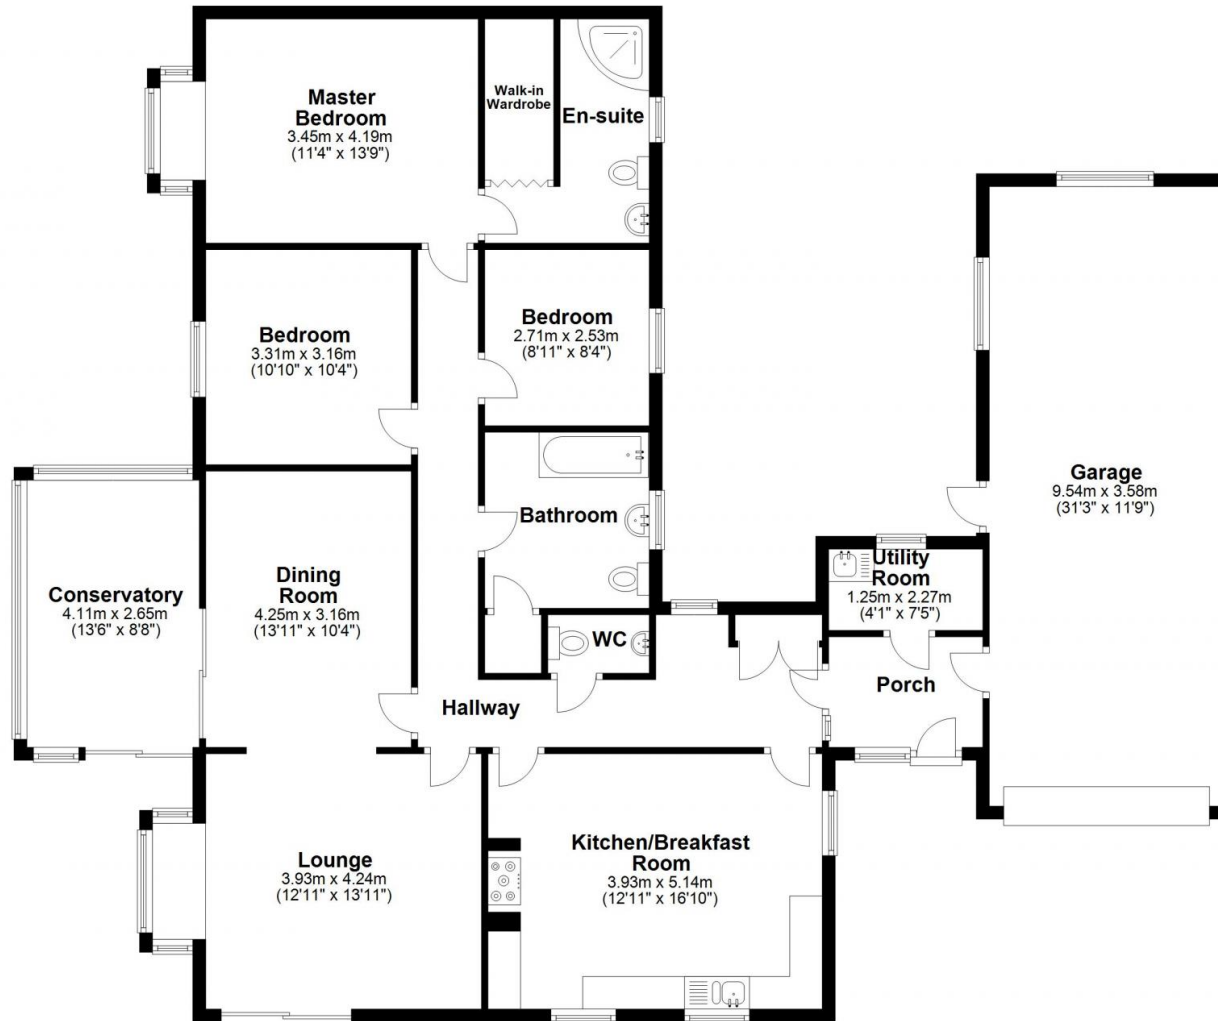 Master
Bedroom
3.45m x 4.19m
(11'4" x 13'9")
Walk-in
Wardrobe
En-suite
Bedroom
3.31m x 3.16m
(10'10" x 10'4")
Bedroom
2.71m x 2.53m
(8'11" x 8'4")
Garage
9.54m x 3.58m
(31'3" x 11'9")
Bathroom
Conservatory
4.11m x 2.65m
(13'6" x 8'8")
Dining
Room
4.25m x 3.16m
(13'11" x 10'4")
Utility
Room
1.25m x 2.27m
(4'1" x 7'5")
WC
Porch
Hallway
Lounge
3.93m x 4.24m
(12'11" x 13'11")
Kitchen/Breakfast
Room
3.93m x 5.14m
(12'11" x 16'10")